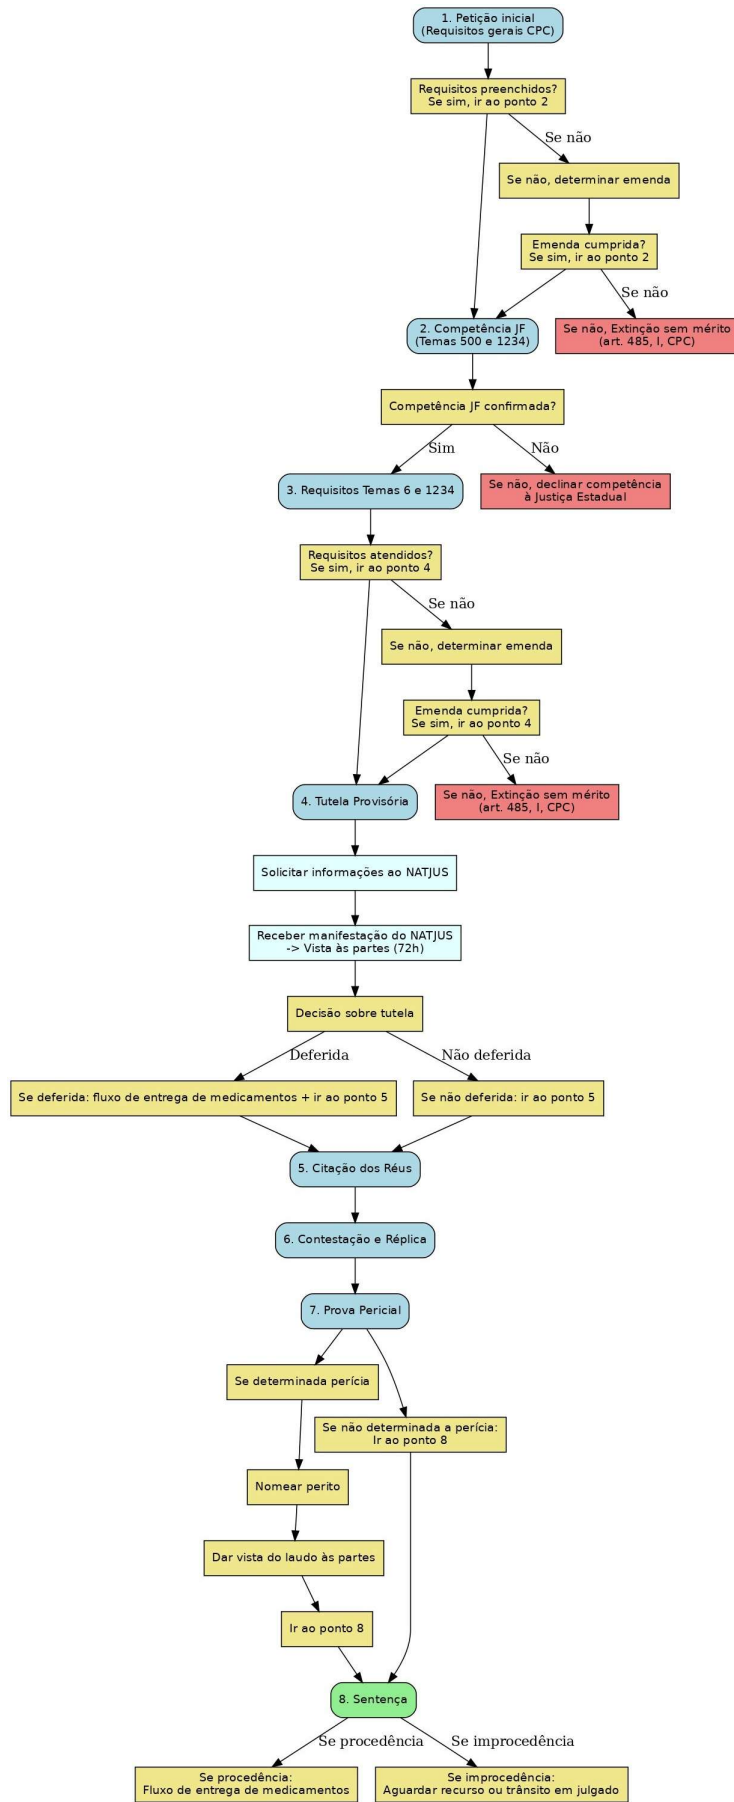 1. Petição inicial
(Requisitos gerais CPC)
Requisitos preenchidos?
Se sim, ir ao ponto 2
Se não
Se não, determinar emenda
Emenda cumprida?
Se sim, ir ao ponto 2
Se não
2. Competência JF
(Temas 500 e 1234)
Se não, Extinção sem mérito
(art. 485, I, CPC)
Competência JF confirmada?
Sim
Não
3. Requisitos Temas 6 e 1234
Se não, declinar competência
à Justiça Estadual
Requisitos atendidos?
Se sim, ir ao ponto 4
Se não
Se não, determinar emenda
Emenda cumprida?
Se sim, ir ao ponto 4
Se não
4. Tutela Provisória
Se não, Extinção sem mérito
(art. 485, I, CPC)
Solicitar informações ao NATJUS
Receber manifestação do NATJUS
-> Vista às partes (72h)
Decisão sobre tutela
Deferida
Não deferida
Se deferida: fluxo de entrega de medicamentos + ir ao ponto 5
Se não deferida: ir ao ponto 5
5. Citação dos Réus
6. Contestação e Réplica
7. Prova Pericial
Se determinada perícia
Se não determinada a perícia:
Ir ao ponto 8
Nomear perito
Dar vista do laudo às partes
Ir ao ponto 8
8. Sentença
Se procedência
Se improcedência
Se procedência:
Fluxo de entrega de medicamentos
Se improcedência:
Aguardar recurso ou trânsito em julgado